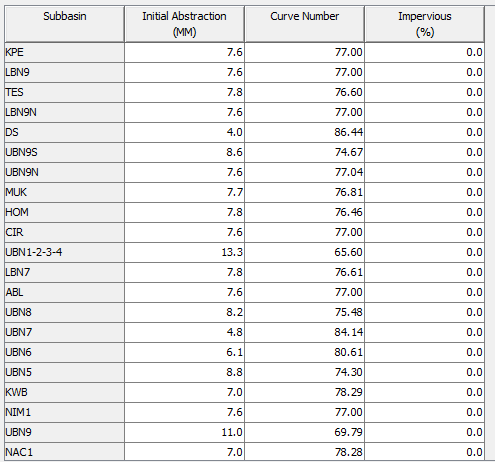 Subbasin Initial Abstraction (MM) Curve Number Impervious (%)
KPE 7.6 77.00 0.0
LBN9 7.6 77.00 0.0
TES 7.8 76.60 0.0
LBN9N 7.6 77.00 0.0
DS 4.0 86.44 0.0
UBN9S 8.6 74.67 0.0
UBN9N 7.6 77.04 0.0
MUK 7.7 76.81 0.0
HOM 7.8 76.46 0.0
CIR 7.6 77.00 0.0
UBN1-2-3-4 13.3 65.60 0.0
LBN7 7.8 76.61 0.0
ABL 7.6 77.00 0.0
UBN8 8.2 75.48 0.0
UBN7 4.8 84.14 0.0
UBN6 6.1 80.61 0.0
UBN5 8.8 74.30 0.0
KWB 7.0 78.29 0.0
NIM1 7.6 77.00 0.0
UBN9 11.0 69.79 0.0
NAC1 7.0 78.28 0.0